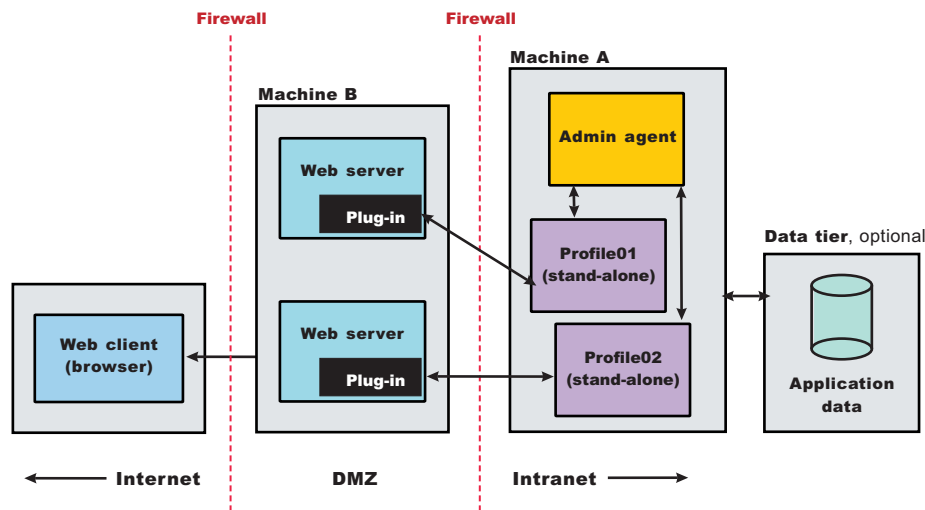 Firewall
Firewall
Machine A
Machine B
Admin agent
Web server
Plug-in
Profile01
(stand-alone)
Data tier, optional
Web server
Plug-in
Profile02
(stand-alone)
Web client
(browser)
Application
data
Internet
DMZ
Intranet